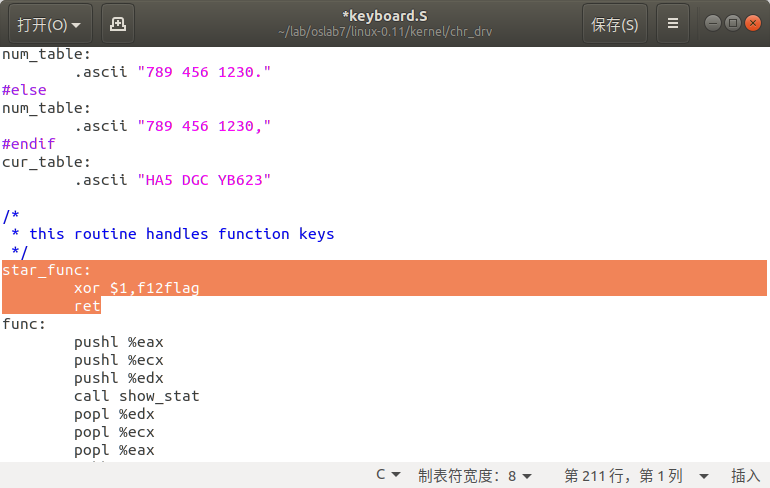 打开(O)
*keyboard.S
~/lab/oslab7/linux-0.11/kernel/chr_drv
保存(S)
num_table:
        .ascii "789 456 1230."
#else
num_table:
        .ascii "789 456 1230,"
#endif
cur_table:
        .ascii "HA5 DGC YB623"
/*
 * this routine handles function keys
 */
star_func:
        xor $1,f12flag
        ret
func:
        pushl %eax
        pushl %ecx
        pushl %edx
        call show_stat
        popl %edx
        popl %ecx
        popl %eax
C 制表符宽度：8 第 211 行，第 1 列 插入